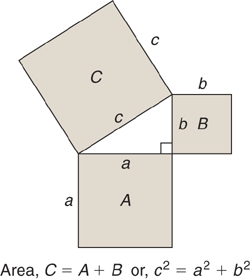 c
C
b
c
b
B
a
a
A
Area, C = A + B or, c² = a² + b²